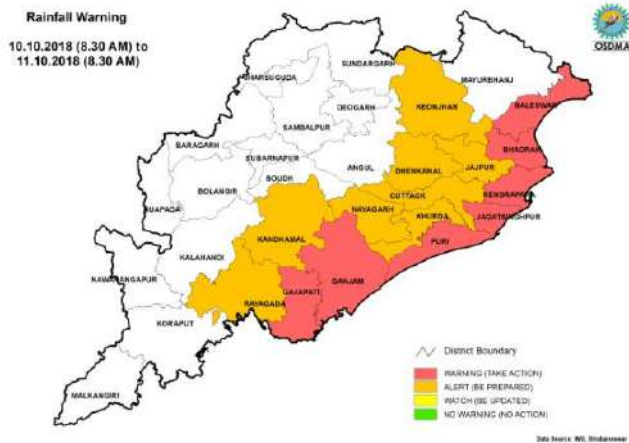 Rainfall Warning
10.10.2018 (8.30 AM) to
11.10.2018 (8.30 AM)
OSDMA
SUNDARGARH
JHARSUGUDA
MAYURBHANJ
DEOGARH
KEONJHAR
BALESWAR
SAMBALPUR
BARAGARH
BHADRAK
SUBARNAPUR
ANGUL
JAJPUR
DHENKANAL
BOUDH
BOLANGIR
KENDRAPARA
CUTTACK
NUAPADA
NAYAGARH
KHURDA
JAGATSINGHPUR
KANDHAMAL
PURI
KALAHANDI
NAWARANGAPUR
GAJAPATI
GANJAM
RAYAGADA
KORAPUT
MALKANGIRI
District Boundary
WARNING (TAKE ACTION)
ALERT (BE PREPARED)
WATCH (BE UPDATED)
NO WARNING (NO ACTION)
Data Source: IMD, Bhubaneswar